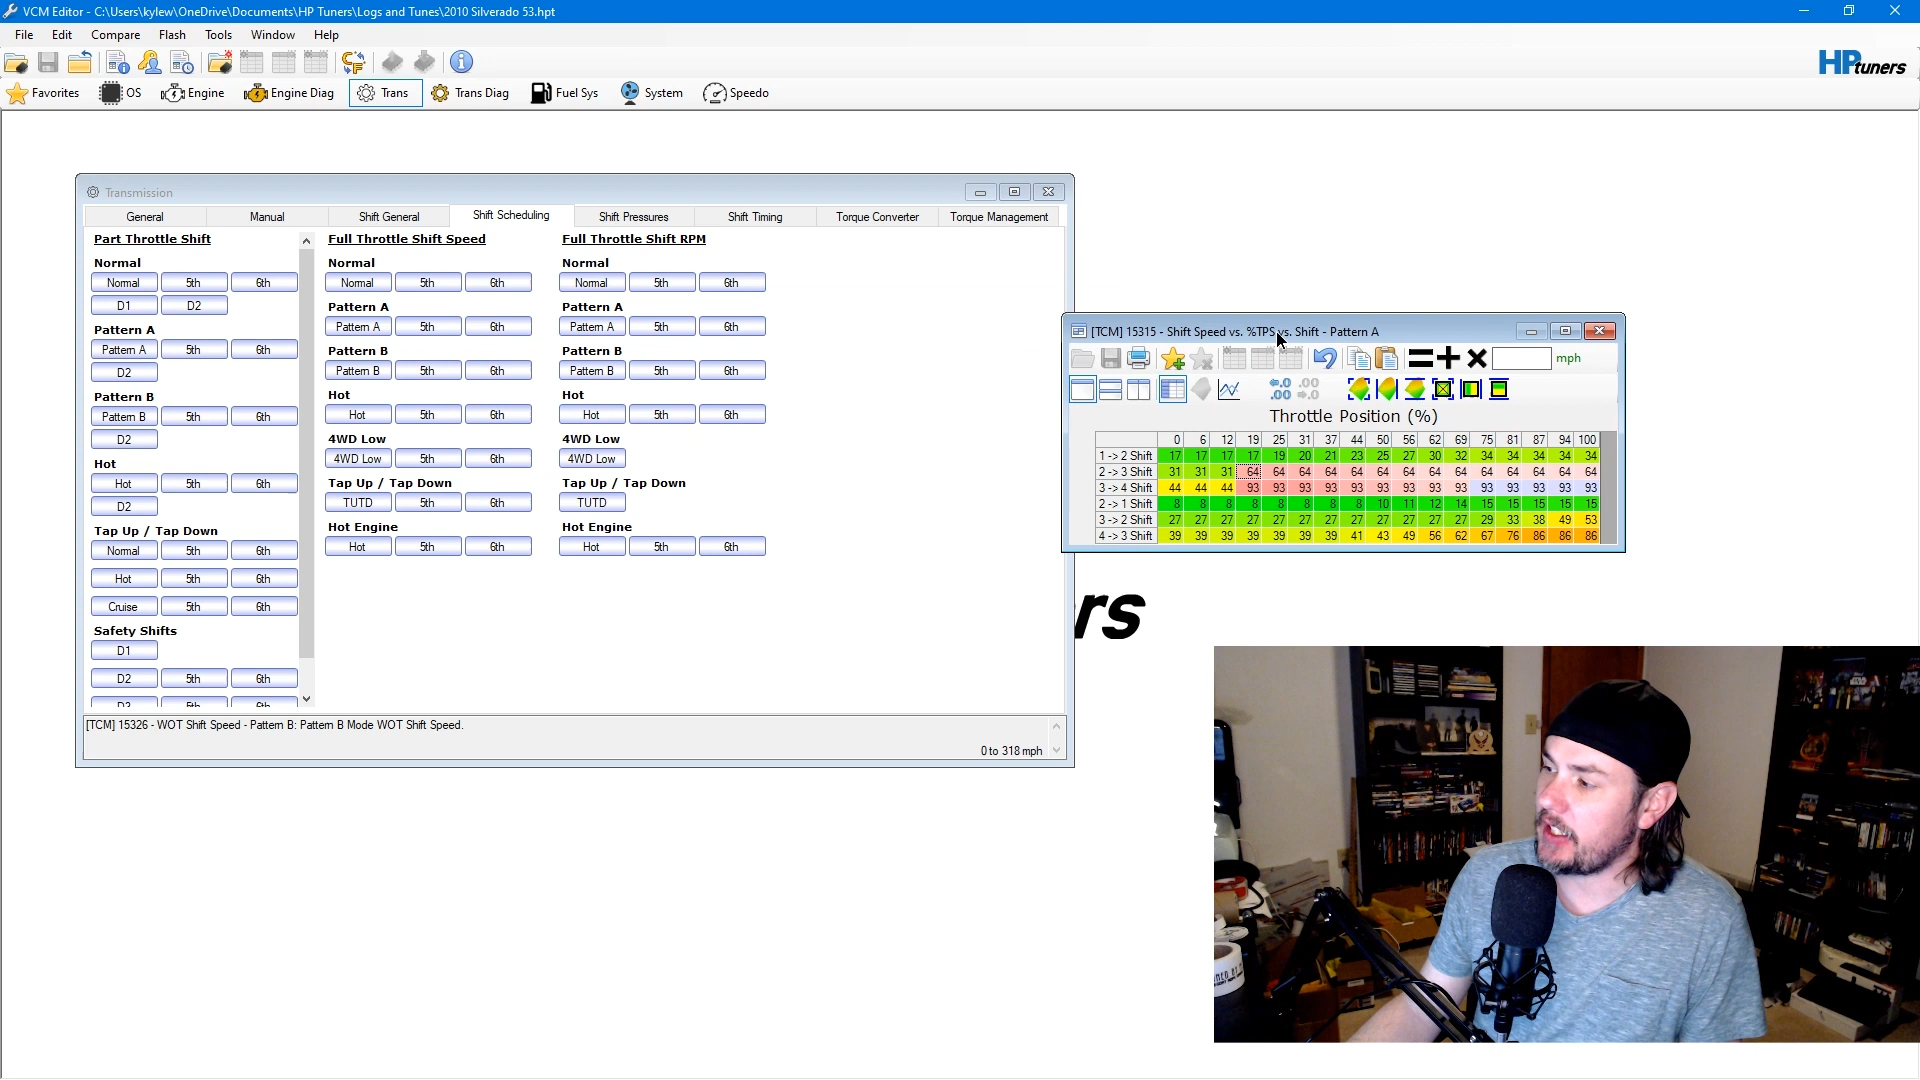 VCM Editor - C:\Users\kylew\OneDrive\Documents\HP Tuners\Logs and Tunes\2010 Silverado 53.hpt
File Edit Compare Flash Tools Window Help
HPtuners
Favorites OS Engine Engine Diag Trans Trans Diag Fuel Sys System Speedo
Transmission
General Manual Shift General Shift Scheduling Shift Pressures Shift Timing Torque Converter Torque Management
Part Throttle Shift
Normal
Normal 5th 6th
D1 D2
Pattern A
Pattern A 5th 6th
D2
Pattern B
Pattern B 5th 6th
D2
Hot
Hot 5th 6th
D2
Tap Up / Tap Down
Normal 5th 6th
Hot 5th 6th
Cruise 5th 6th
Safety Shifts
D1
D2 5th 6th
D3 5th 6th
Full Throttle Shift Speed
Normal
Normal 5th 6th
Pattern A
Pattern A 5th 6th
Pattern B
Pattern B 5th 6th
Hot
Hot 5th 6th
4WD Low
4WD Low 5th 6th
Tap Up / Tap Down
TUTD 5th 6th
Hot Engine
Hot 5th 6th
Full Throttle Shift RPM
Normal
Normal 5th 6th
Pattern A
Pattern A 5th 6th
Pattern B
Pattern B 5th 6th
Hot
Hot 5th 6th
4WD Low
4WD Low
Tap Up / Tap Down
TUTD
Hot Engine
Hot 5th 6th
[TCM] 15326 - WOT Shift Speed - Pattern B: Pattern B Mode WOT Shift Speed.
0 to 318 mph
[TCM] 15315 - Shift Speed vs. %TPS vs. Shift - Pattern A
mph
Throttle Position (%)
0 6 12 19 25 31 37 44 50 56 62 69 75 81 87 94 100
1 -> 2 Shift 17 17 17 17 19 20 21 23 25 27 30 32 34 34 34 34 34
2 -> 3 Shift 31 31 31 64 64 64 64 64 64 64 64 64 64 64 64 64 64
3 -> 4 Shift 44 44 44 93 93 93 93 93 93 93 93 93 93 93 93 93 93
2 -> 1 Shift 8 8 8 8 8 8 8 8 10 11 12 14 15 15 15 15 15
3 -> 2 Shift 27 27 27 27 27 27 27 27 27 27 27 27 29 33 38 49 53
4 -> 3 Shift 39 39 39 39 39 39 39 41 43 49 56 62 67 76 86 86 86
rs